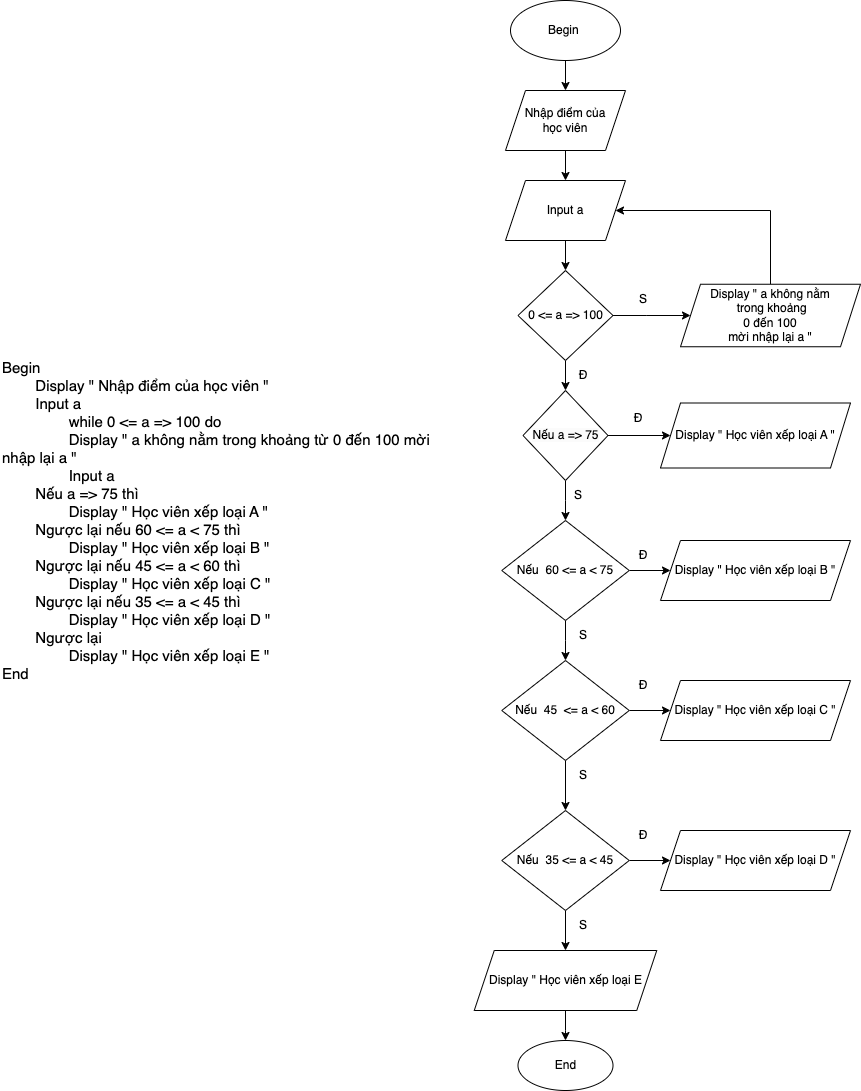 Begin
Display " Nhập điểm của học viên "
Input a
while 0 <= a => 100 do
Display " a không nằm trong khoảng từ 0 đến 100 mời
nhập lại a "
Input a
Nếu a => 75 thì
Display " Học viên xếp loại A "
Ngược lại nếu 60 <= a < 75 thì
Display " Học viên xếp loại B "
Ngược lại nếu 45 <= a < 60 thì
Display " Học viên xếp loại C "
Ngược lại nếu 35 <= a < 45 thì
Display " Học viên xếp loại D "
Ngược lại
Display " Học viên xếp loại E "
End
Begin
Nhập điểm của
học viên
Input a
0 <= a => 100
S
Display " a không nằm
trong khoảng
0 đến 100
mời nhập lại a "
Đ
Nếu a => 75
Đ
Display " Học viên xếp loại A "
S
Nếu 60 <= a < 75
Đ
Display " Học viên xếp loại B "
S
Nếu 45 <= a < 60
Đ
Display " Học viên xếp loại C "
S
Nếu 35 <= a < 45
Đ
Display " Học viên xếp loại D "
S
Display " Học viên xếp loại E
End